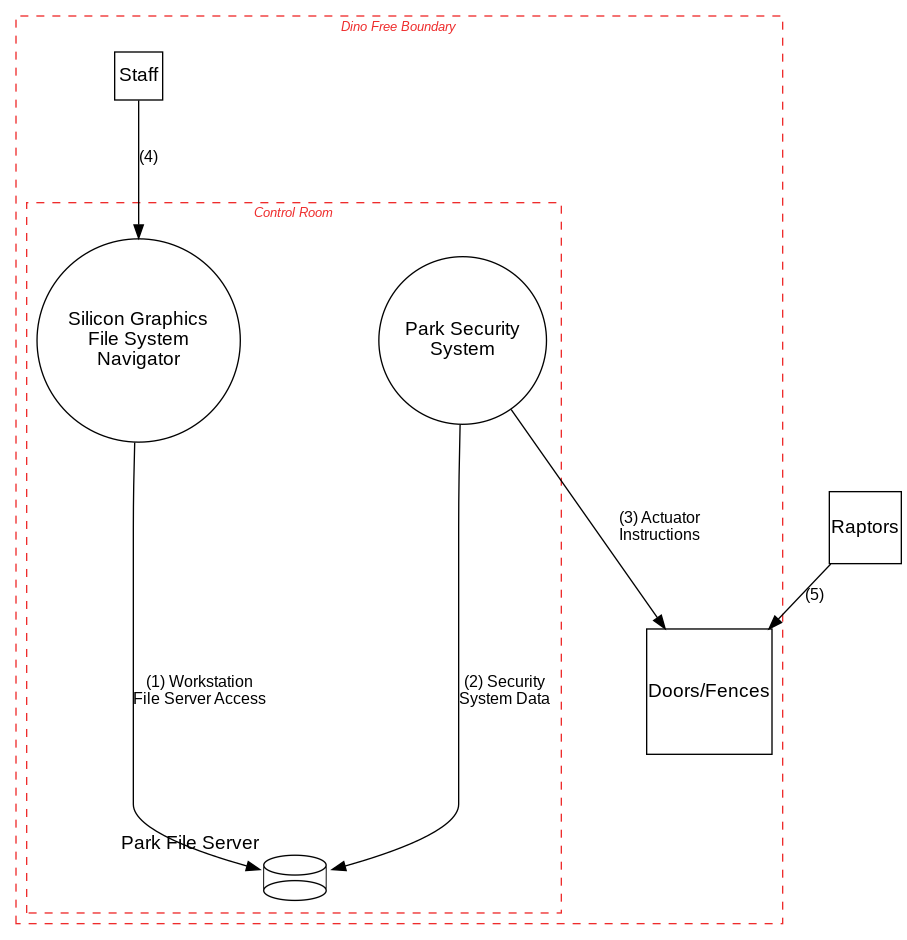 Dino Free Boundary
Staff
(4)
Control Room
Silicon Graphics
File System
Navigator
Park Security
System
(3) Actuator
Instructions
Raptors
(5)
(1) Workstation
File Server Access
(2) Security
System Data
Doors/Fences
Park File Server